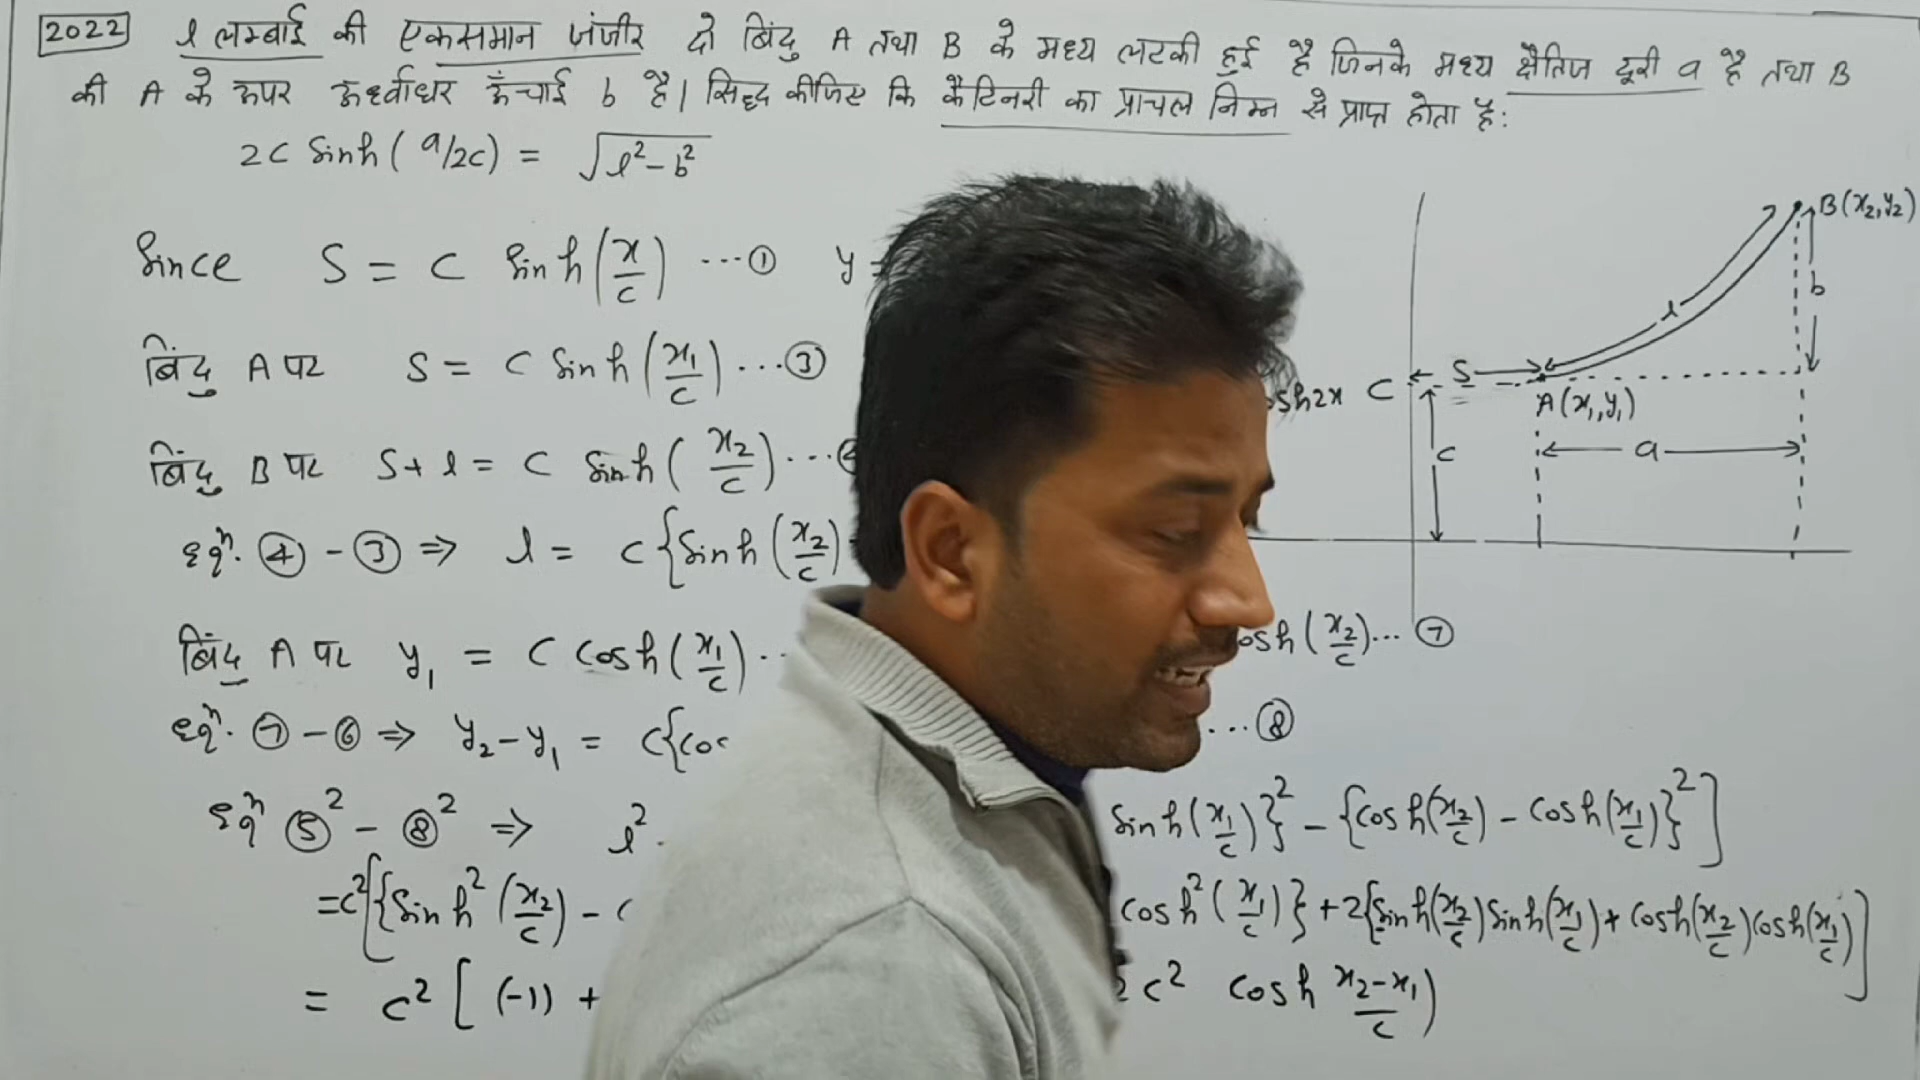 2022 l लम्बाई की एकसमान जंजीर दो बिंदु A तथा B के मध्य लटकी हुई है जिनके मध्य क्षैतिज दूरी a है तथा B
की A के ऊपर ऊर्ध्वाधर ऊँचाई b है। सिद्ध कीजिए कि कैटिनरी का प्राचल निम्न से प्राप्त होता है:
2c Sinh(a/2c) = √(l²-b²)
Since S = c Sinh(x/c) ...① y =
बिंदु A पर S = c Sinh(x₁/c) ...③
osh2x
बिंदु B पर S+l = c Sinh(x₂/c) ...
eqⁿ. ④ - ③ ⇒ l = c{Sinh(x₂/c)
बिंदु A पर y₁ = c Cosh(x₁/c) ..
osh(x₂/c)... ⑦
eqⁿ. ⑦ - ⑥ ⇒ y₂-y₁ = c{cos
...⑧
eqⁿ ⑤² - ⑧² ⇒ l² -
Sinh(x₁/c)}² - {Cosh(x₂/c) - Cosh(x₁/c)}²]
=c²[{Sinh²(x₂/c) - c
Cosh²(x₁/c)} + 2{Sinh(x₂/c)Sinh(x₁/c) + Cosh(x₂/c)Cosh(x₁/c)]
= c² [ (-1) +
2c² Cosh x₂-x₁/c)
B(x₂,y₂)
b
l
S
C
A(x₁,y₁)
a
c